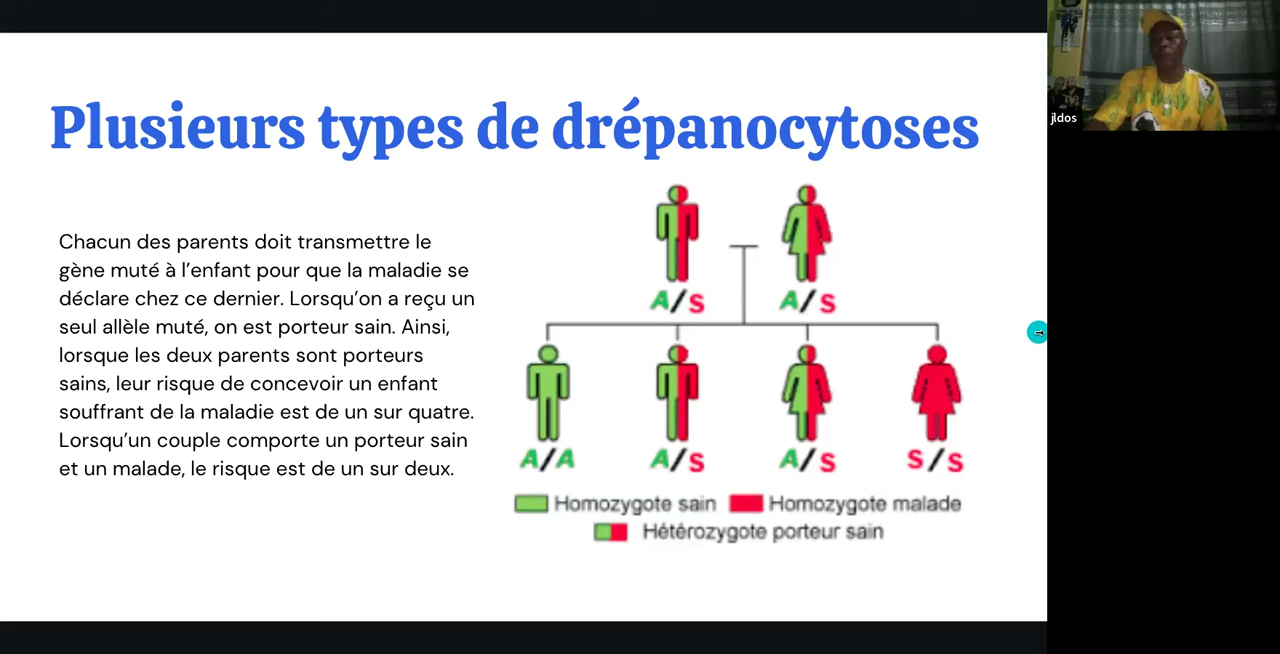 Plusieurs types de drépanocytoses
Chacun des parents doit transmettre le
gène muté à l’enfant pour que la maladie se
déclare chez ce dernier. Lorsqu’on a reçu un
seul allèle muté, on est porteur sain. Ainsi,
lorsque les deux parents sont porteurs
sains, leur risque de concevoir un enfant
souffrant de la maladie est de un sur quatre.
Lorsqu’un couple comporte un porteur sain
et un malade, le risque est de un sur deux.
A/S A/S
A/A A/S A/S S/S
Homozygote sain Homozygote malade
Hétérozygote porteur sain
jldos